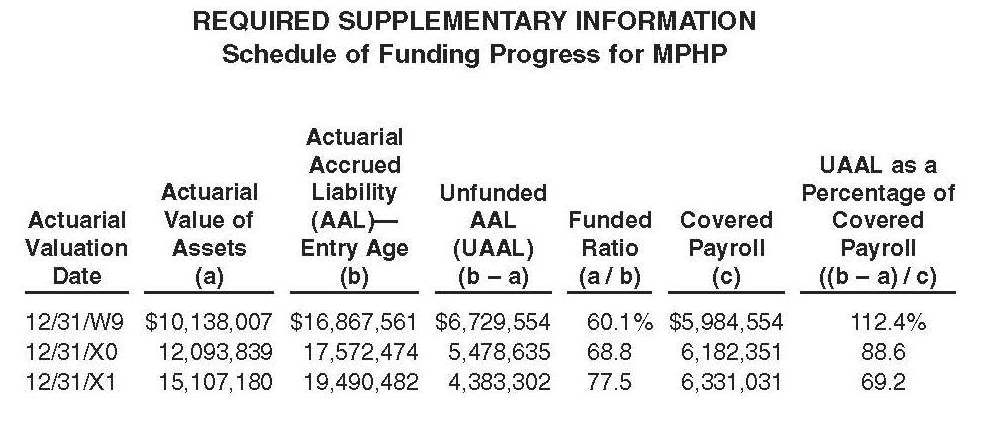 REQUIRED SUPPLEMENTARY INFORMATION
Schedule of Funding Progress for MPHP
Actuarial
Accrued
UAAL as a
Actuarial Liability Unfunded Percentage of
Actuarial Value of (AAL)— AAL Funded Covered Covered
Valuation Assets Entry Age (UAAL) Ratio Payroll Payroll
Date (a) (b) (b – a) (a / b) (c) ((b – a) / c)
12/31/W9 $10,138,007 $16,867,561 $6,729,554 60.1% $5,984,554 112.4%
12/31/X0 12,093,839 17,572,474 5,478,635 68.8 6,182,351 88.6
12/31/X1 15,107,180 19,490,482 4,383,302 77.5 6,331,031 69.2